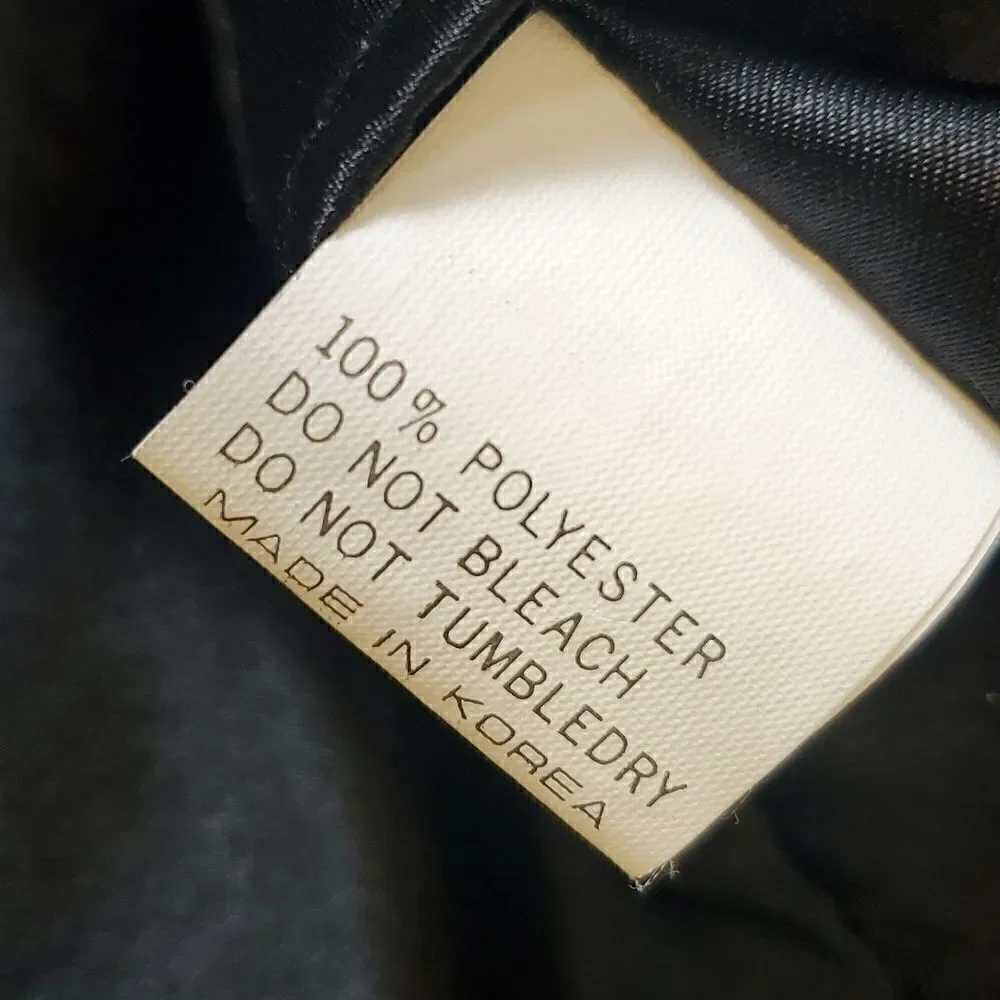 100% POLYESTER
DO NOT BLEACH
DO NOT TUMBLEDRY
MADE IN KOREA